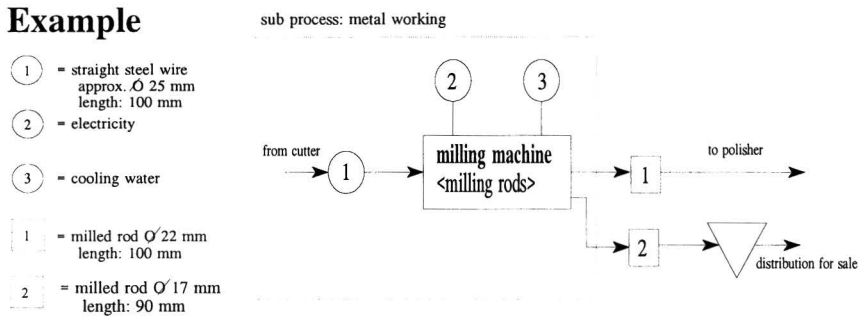 Example
sub process: metal working
1 = straight steel wire
approx. Ø 25 mm
length: 100 mm
2 = electricity
3 = cooling water
1 = milled rod Ø 22 mm
length: 100 mm
2 = milled rod Ø 17 mm
length: 90 mm
2
3
from cutter
1
milling machine
<milling rods>
1
to polisher
2
distribution for sale